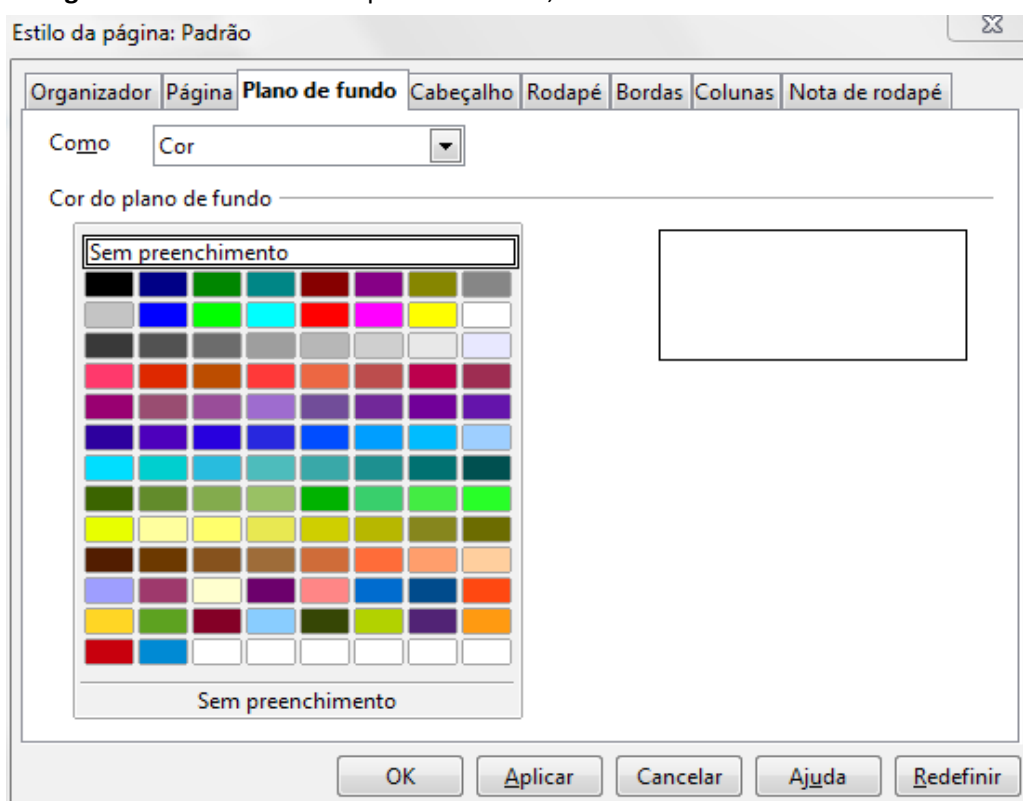 Estilo da página: Padrão
Organizador Página Plano de fundo Cabeçalho Rodapé Bordas Colunas Nota de rodapé
Como Cor
Cor do plano de fundo
Sem preenchimento
Sem preenchimento
OK Aplicar Cancelar Ajuda Redefinir